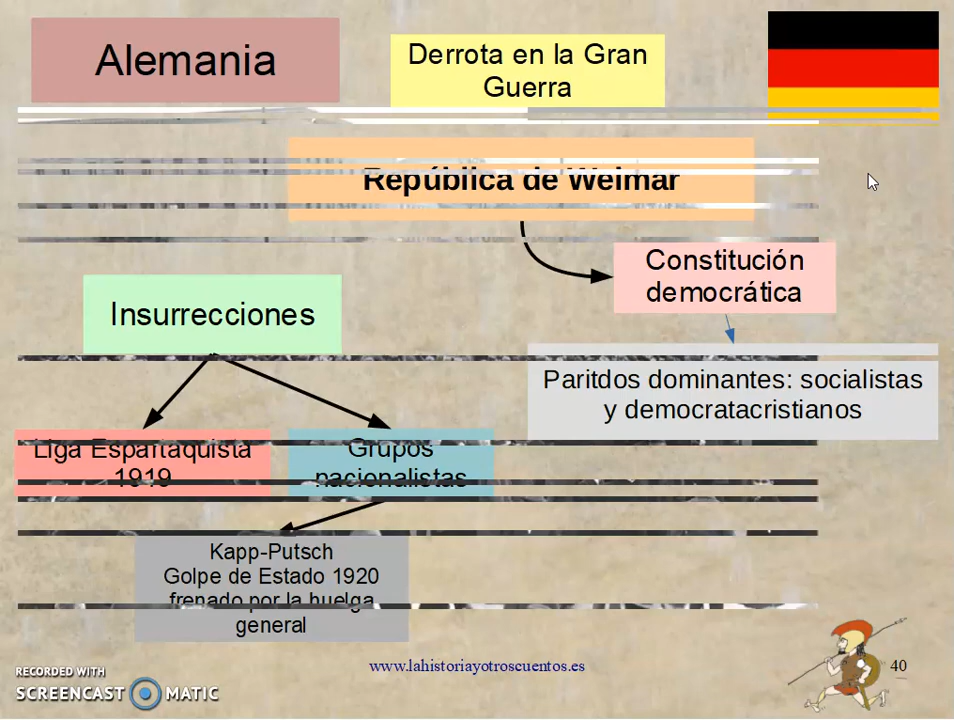 Alemania
Derrota en la Gran
Guerra
República de Weimar
Constitución
democrática
Insurrecciones
Paritdos dominantes: socialistas
y democratacristianos
Liga Espartaquista
1919
Grupos
nacionalistas
Kapp-Putsch
Golpe de Estado 1920
frenado por la huelga
general
www.lahistoriayotroscuentos.es
40
RECORDED WITH
SCREENCAST MATIC